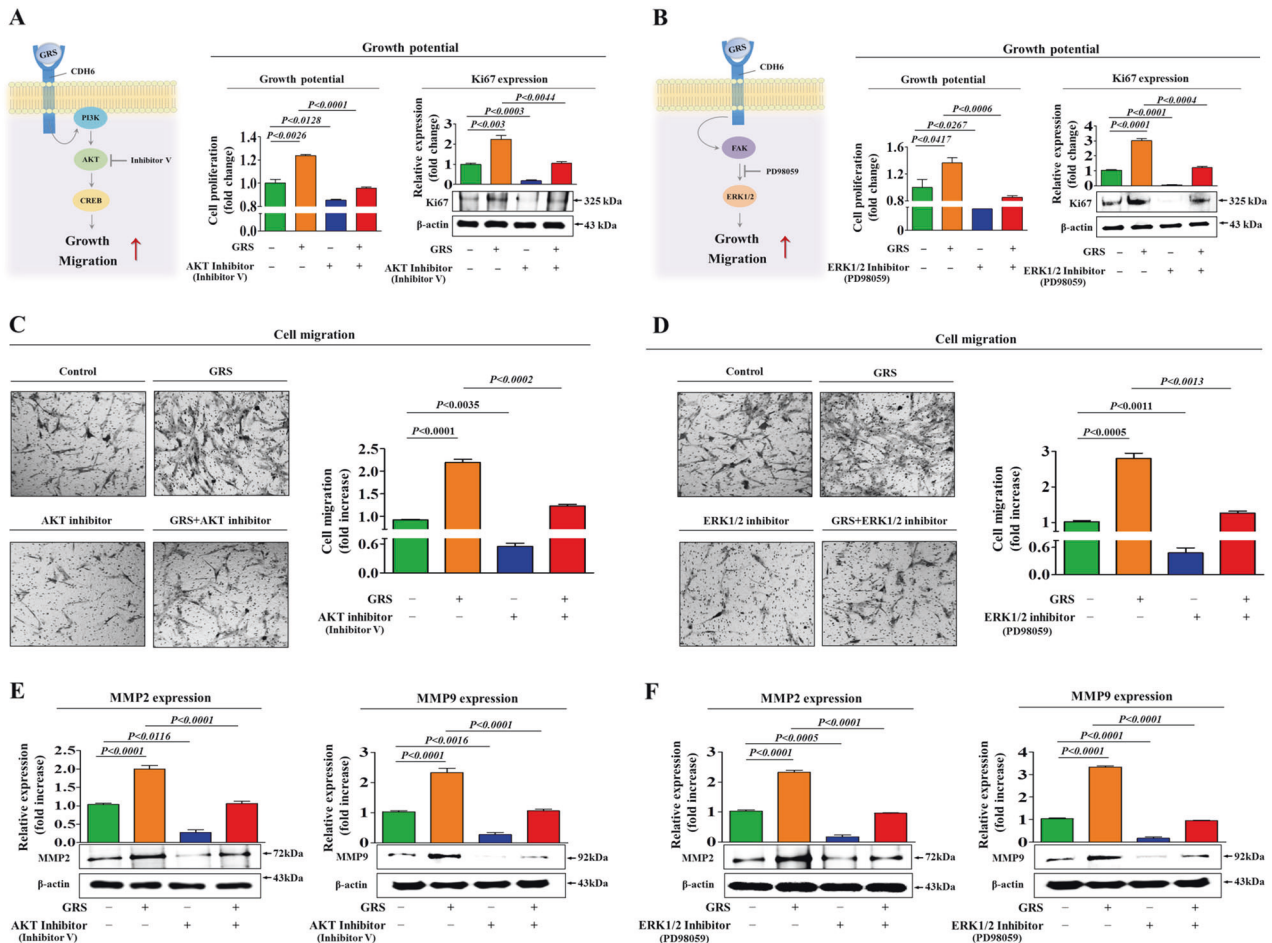 A
GRS
CDH6
PI3K
AKT
Inhibitor V
CREB
Growth
Migration
Growth potential
Growth potential
P<0.0001
P<0.0128
P<0.0026
Cell proliferation
(fold change)
1.4
1.2
1.0
0.8
0.6
0.4
0.2
0.0
GRS
– + – +
AKT Inhibitor
(Inhibitor V)
– – + +
Ki67 expression
P<0.0044
P<0.0003
P<0.003
Relative expression
(fold change)
3
2
1
0
Ki67
325 kDa
β-actin
43 kDa
GRS
– + – +
AKT Inhibitor
(Inhibitor V)
– – + +
B
GRS
CDH6
FAK
PD98059
ERK1/2
Growth
Migration
Growth potential
Growth potential
P<0.0006
P<0.0267
P<0.0417
Cell proliferation
(fold change)
1.6
1.2
0.8
0.6
0.0
GRS
– + – +
ERK1/2 Inhibitor
(PD98059)
– – + +
Ki67 expression
P<0.0004
P<0.0001
P<0.0001
Relative expression
(fold change)
4
3
2
1
0
Ki67
325 kDa
β-actin
43 kDa
GRS
– + – +
ERK1/2 Inhibitor
(PD98059)
– – + +
C
Cell migration
Control
GRS
AKT inhibitor
GRS+AKT inhibitor
P<0.0002
P<0.0035
P<0.0001
Cell migration
(fold increase)
2.5
2.0
1.0
0.6
0.0
GRS
– + – +
AKT inhibitor
(Inhibitor V)
– – + +
D
Cell migration
Control
GRS
ERK1/2 inhibitor
GRS+ERK1/2 inhibitor
P<0.0013
P<0.0011
P<0.0005
Cell migration
(fold increase)
3
2
1
0.6
0.0
GRS
– + – +
ERK1/2 inhibitor
(PD98059)
– – + +
E
MMP2 expression
P<0.0001
P<0.0116
P<0.0001
Relative expression
(fold increase)
2.5
2.0
1.5
1.0
0.5
0.0
MMP2
72kDa
β-actin
43kDa
GRS
– + – +
AKT Inhibitor
(Inhibitor V)
– – + +
MMP9 expression
P<0.0001
P<0.0016
P<0.0001
Relative expression
(fold increase)
3
2
1
0
MMP9
92kDa
β-actin
43kDa
GRS
– + – +
AKT Inhibitor
(Inhibitor V)
– – + +
F
MMP2 expression
P<0.0001
P<0.0005
P<0.0001
Relative expression
(fold increase)
3
2
1
0
MMP2
72kDa
β-actin
43kDa
GRS
– + – +
ERK1/2 Inhibitor
(PD98059)
– – + +
MMP9 expression
P<0.0001
P<0.0001
P<0.0001
Relative expression
(fold increase)
4
3
2
1
0
MMP9
92kDa
β-actin
43kDa
GRS
– + – +
ERK1/2 Inhibitor
(PD98059)
– – + +